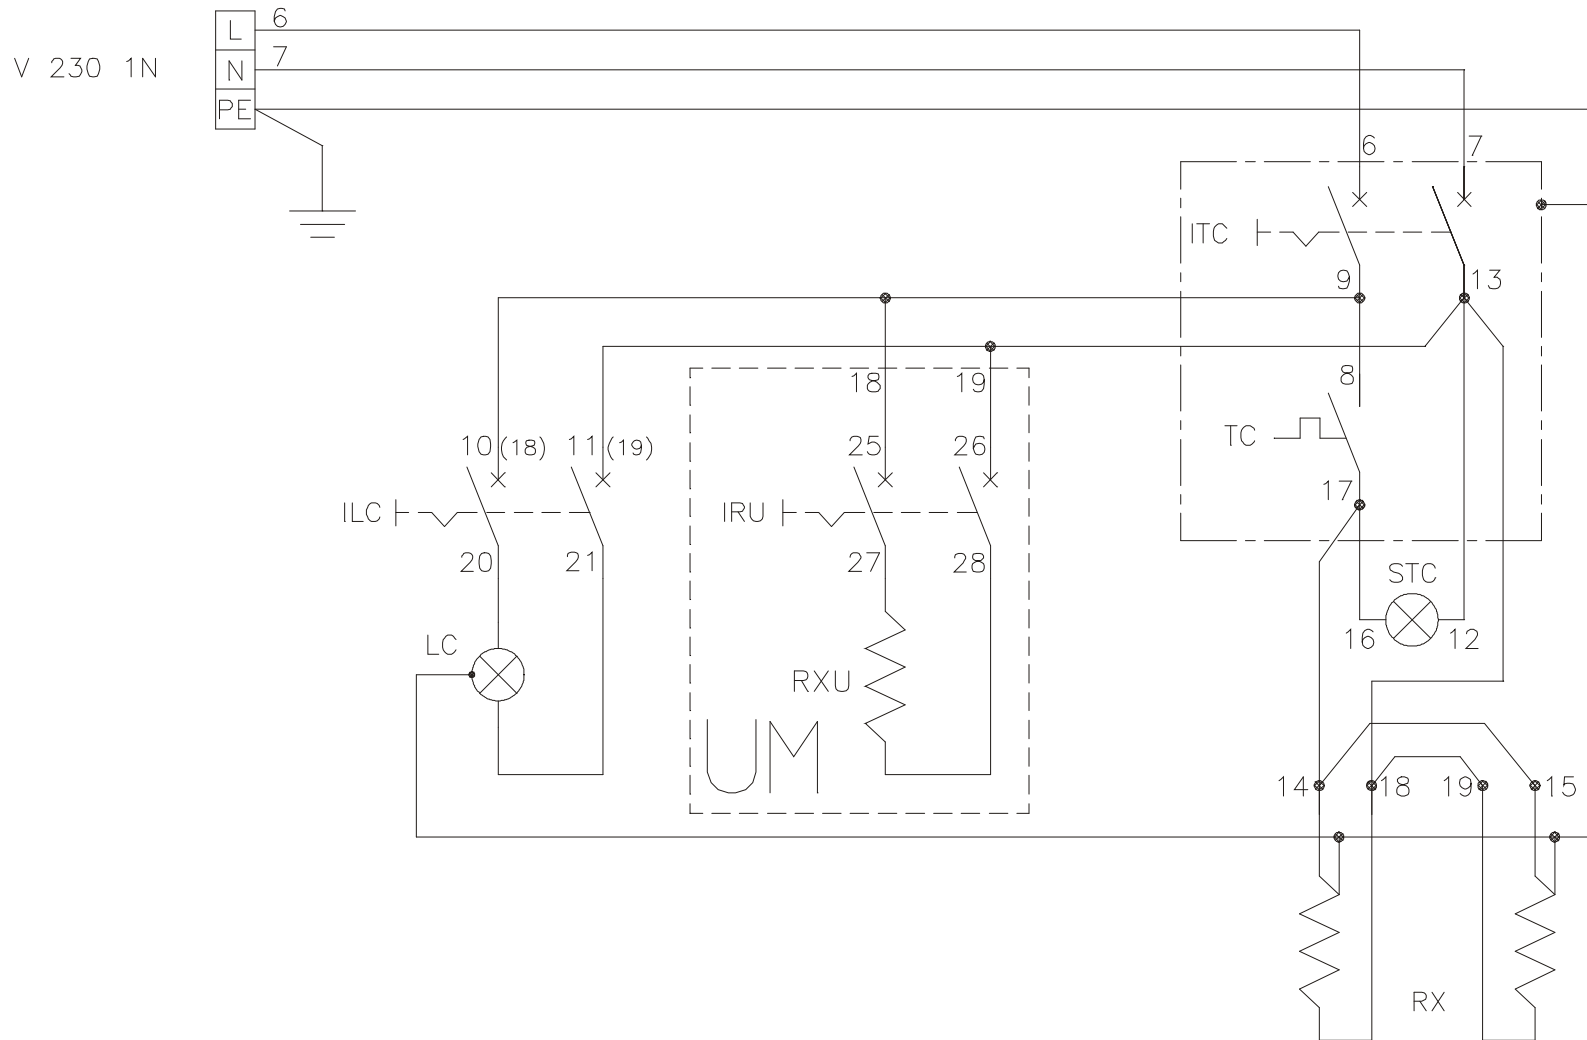 L 6
V 230 1N N 7
PE
6 7
ITC
9 13
18 19 8
10(18) 11(19) 25 26 TC
17
ILC IRU
20 21 27 28
STC
LC 16 12
RXU
UM
14 18 19 15
RX